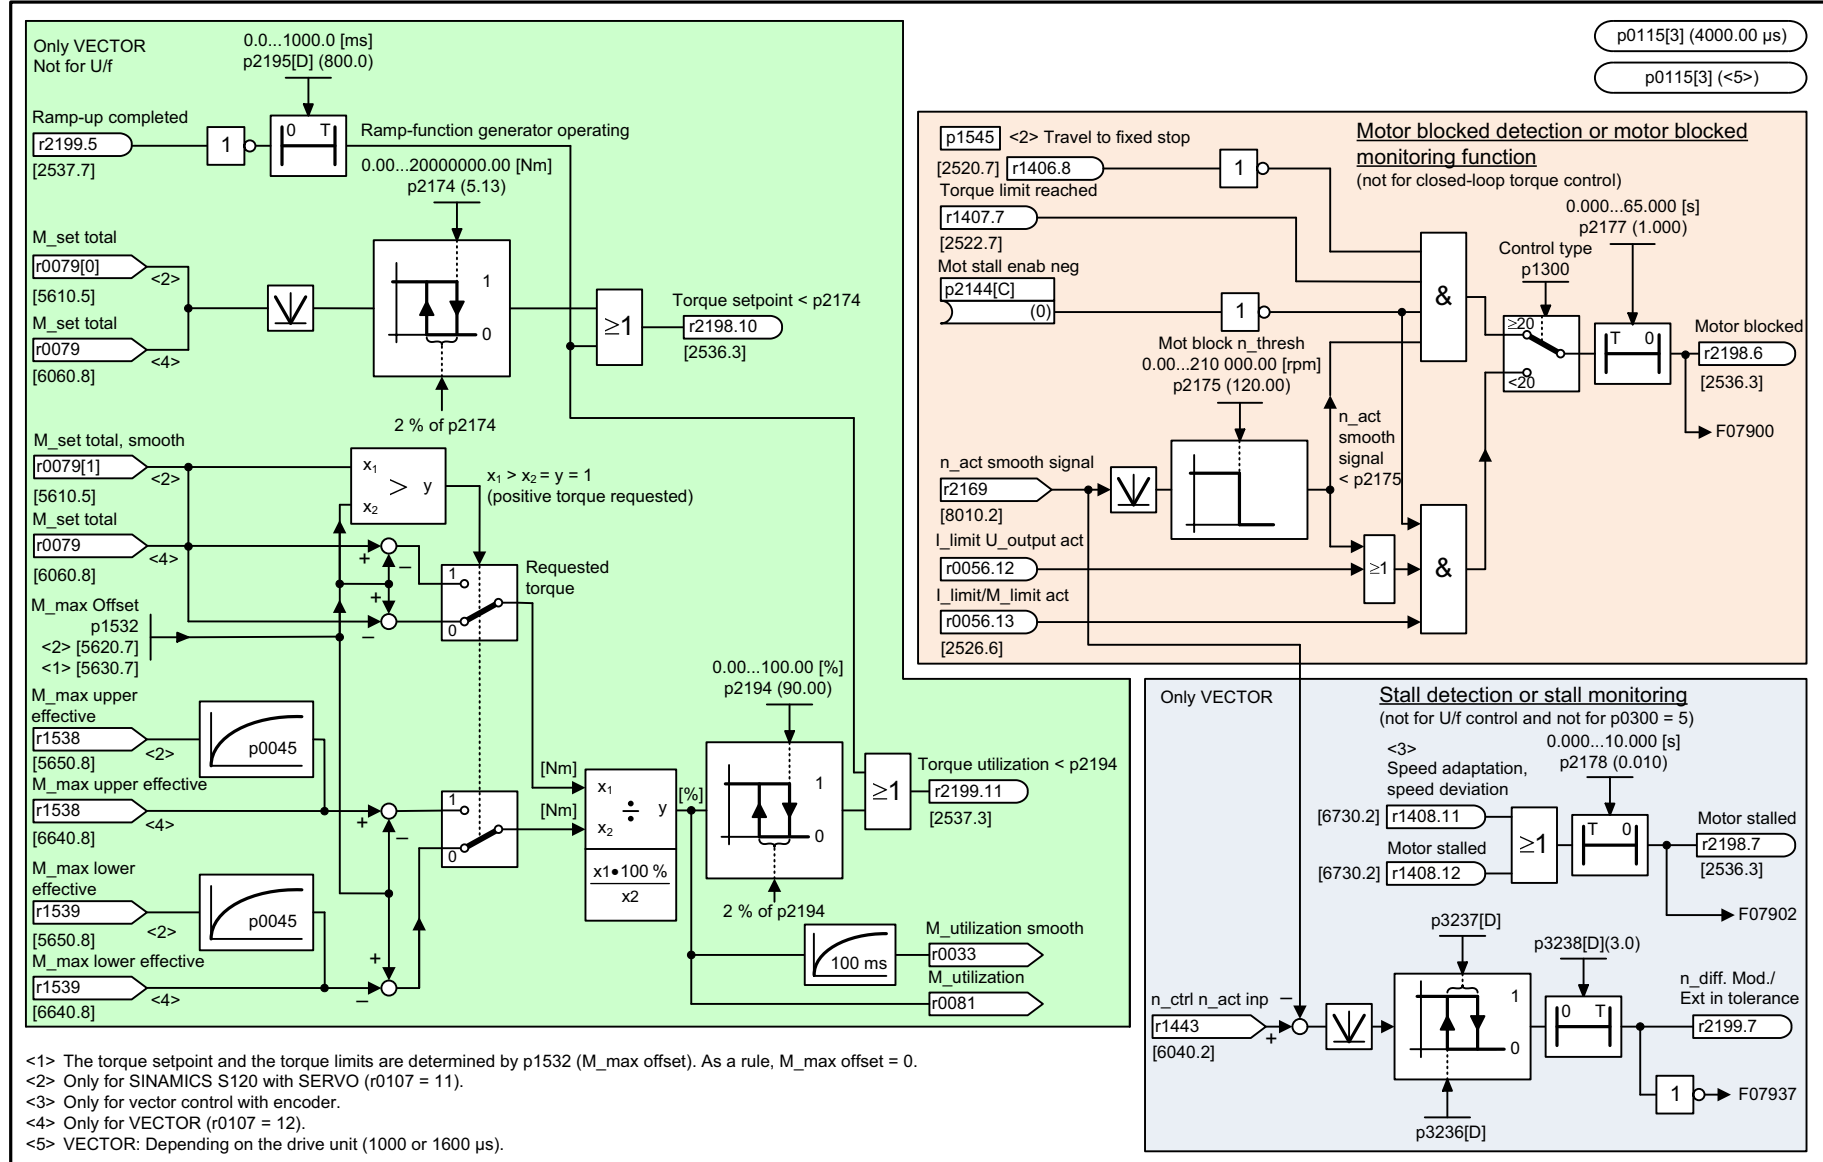 Only VECTOR
Not for U/f
0.0...1000.0 [ms]
p2195[D] (800.0)
Ramp-up completed
r2199.5
[2537.7]
1
0 T
Ramp-function generator operating
0.00...20000000.00 [Nm]
p2174 (5.13)
M_set total
r0079[0]
<2>
[5610.5]
M_set total
r0079
<4>
[6060.8]
1
0
2 % of p2174
≥1
Torque setpoint < p2174
r2198.10
[2536.3]
M_set total, smooth
r0079[1]
<2>
[5610.5]
M_set total
r0079
<4>
[6060.8]
x1
> y
x2
x1 > x2 = y = 1
(positive torque requested)
+
–
+
–
1
0
Requested
torque
M_max Offset
p1532
<2> [5620.7]
<1> [5630.7]
M_max upper
effective
r1538
<2>
[5650.8]
p0045
M_max upper effective
r1538
<4>
[6640.8]
+
–
1
0
M_max lower
effective
r1539
<2>
[5650.8]
p0045
M_max lower effective
r1539
<4>
[6640.8]
+
–
[Nm]
[Nm]
x1
÷ y
x2
x1•100 %
x2
[%]
0.00...100.00 [%]
p2194 (90.00)
1
0
2 % of p2194
≥1
Torque utilization < p2194
r2199.11
[2537.3]
100 ms
M_utilization smooth
r0033
M_utilization
r0081
p0115[3] (4000.00 µs)
p0115[3] (<5>)
Motor blocked detection or motor blocked
monitoring function
(not for closed-loop torque control)
p1545
<2> Travel to fixed stop
[2520.7]
r1406.8
1
Torque limit reached
r1407.7
[2522.7]
Mot stall enab neg
p2144[C]
(0)
1
Mot block n_thresh
0.00...210 000.00 [rpm]
p2175 (120.00)
n_act smooth signal
r2169
[8010.2]
n_act
smooth
signal
< p2175
I_limit U_output act
r0056.12
I_limit/M_limit act
r0056.13
[2526.6]
≥1
&
&
Control type
p1300
≥20
<20
0.000...65.000 [s]
p2177 (1.000)
T 0
Motor blocked
r2198.6
[2536.3]
F07900
Only VECTOR
Stall detection or stall monitoring
(not for U/f control and not for p0300 = 5)
<3>
Speed adaptation,
speed deviation
[6730.2]
r1408.11
Motor stalled
[6730.2]
r1408.12
≥1
0.000...10.000 [s]
p2178 (0.010)
T 0
Motor stalled
r2198.7
[2536.3]
F07902
n_ctrl n_act inp
r1443
[6040.2]
–
+
p3237[D]
1
0
p3236[D]
p3238[D](3.0)
0 T
n_diff. Mod./
Ext in tolerance
r2199.7
1
F07937
<1> The torque setpoint and the torque limits are determined by p1532 (M_max offset). As a rule, M_max offset = 0.
<2> Only for SINAMICS S120 with SERVO (r0107 = 11).
<3> Only for vector control with encoder.
<4> Only for VECTOR (r0107 = 12).
<5> VECTOR: Depending on the drive unit (1000 or 1600 µs).